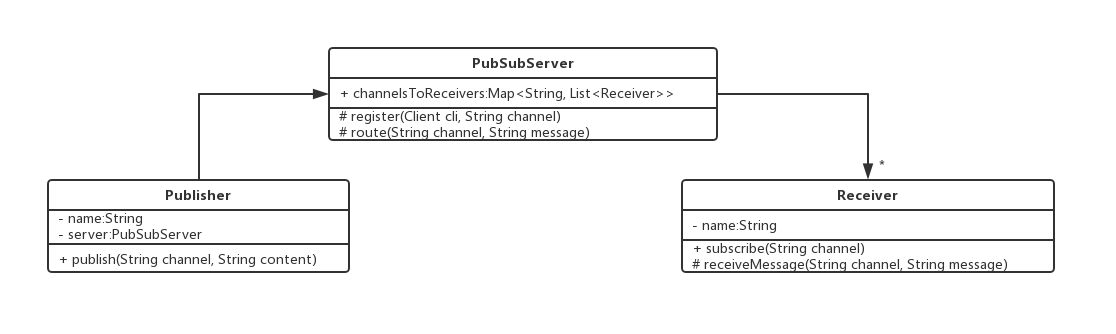 PubSubServer
+ channelsToReceivers:Map<String, List<Receiver>>
# register(Client cli, String channel)
# route(String channel, String message)
*
Publisher
- name:String
- server:PubSubServer
+ publish(String channel, String content)
Receiver
- name:String
+ subscribe(String channel)
# receiveMessage(String channel, String message)